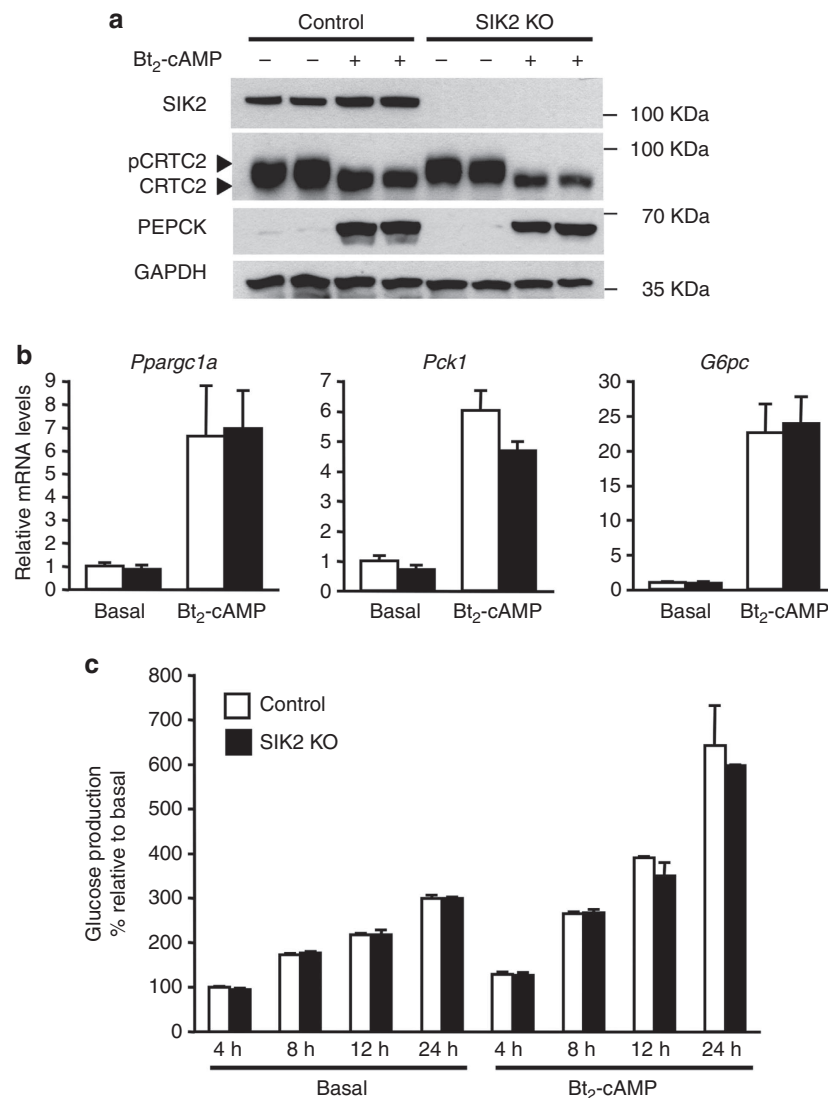 a
Control SIK2 KO
Bt2-cAMP − − + + − − + +
SIK2
100 KDa
100 KDa
pCRTC2
CRTC2
70 KDa
PEPCK
GAPDH
35 KDa
b
Ppargc1a Pck1 G6pc
Relative mRNA levels
9
8
7
6
5
4
3
2
1
0
Basal Bt2-cAMP
7
6
5
4
3
2
1
0
Basal Bt2-cAMP
30
25
20
15
10
5
0
Basal Bt2-cAMP
c
Glucose production
% relative to basal
800
700
600
500
400
300
200
100
0
Control
SIK2 KO
4 h 8 h 12 h 24 h 4 h 8 h 12 h 24 h
Basal Bt2-cAMP